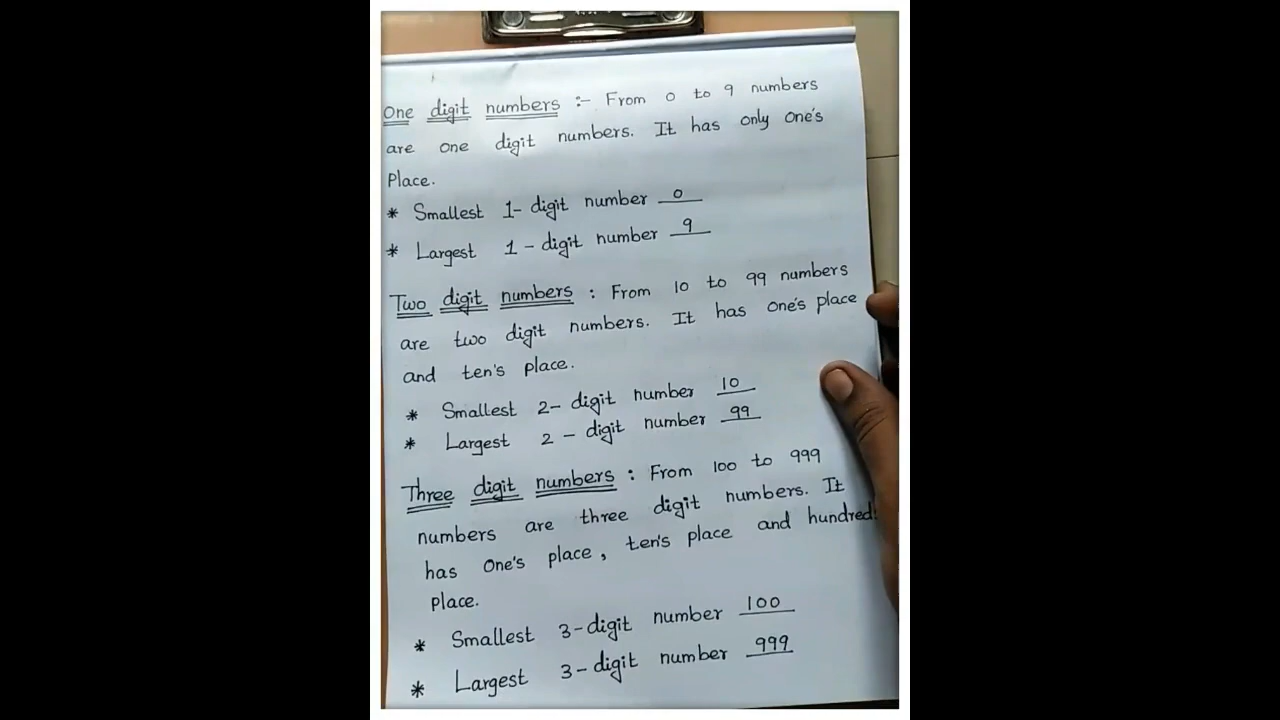 One digit numbers :- From 0 to 9 numbers
are one digit numbers. It has only one's
Place.
* Smallest 1- digit number 0
* Largest 1 - digit number 9
Two digit numbers : From 10 to 99 numbers
are two digit numbers. It has one's place
and ten's place.
* Smallest 2- digit number 10
* Largest 2 - digit number 99
Three digit numbers : From 100 to 999
numbers are three digit numbers. It
has one's place, ten's place and hundred's
place.
* Smallest 3-digit number 100
* Largest 3-digit number 999